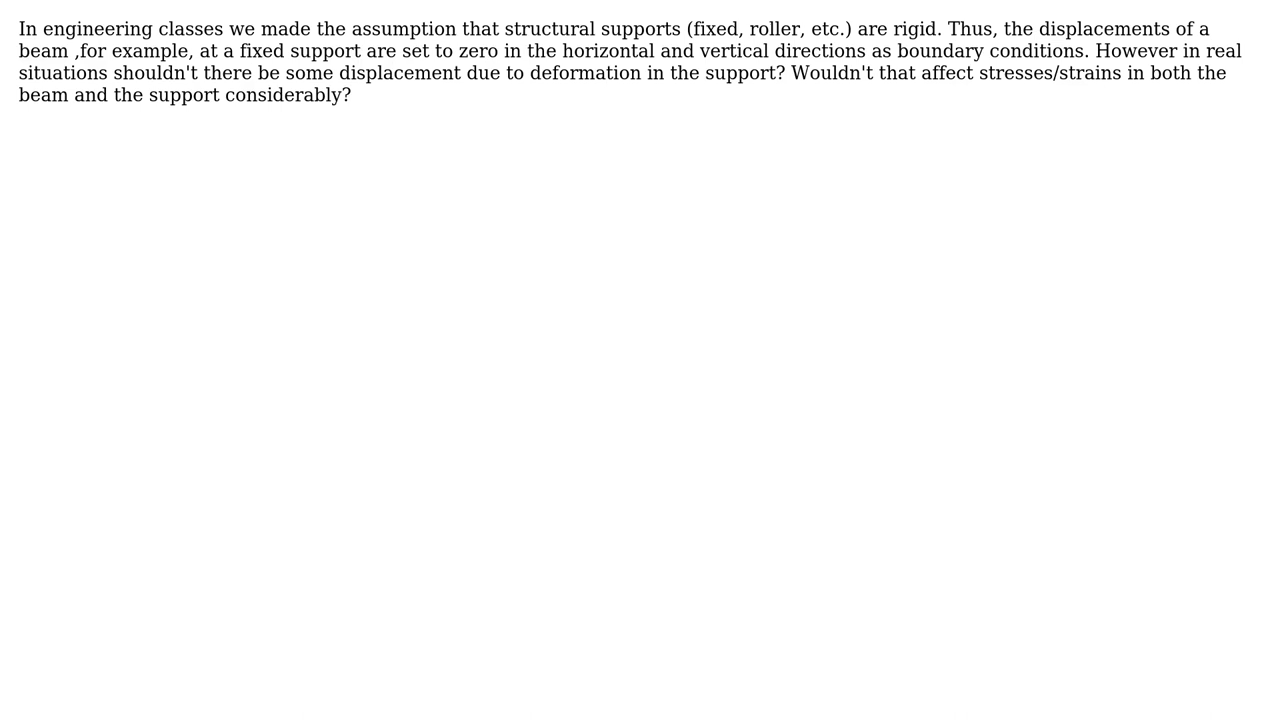 In engineering classes we made the assumption that structural supports (fixed, roller, etc.) are rigid. Thus, the displacements of a
beam ,for example, at a fixed support are set to zero in the horizontal and vertical directions as boundary conditions. However in real
situations shouldn't there be some displacement due to deformation in the support? Wouldn't that affect stresses/strains in both the
beam and the support considerably?